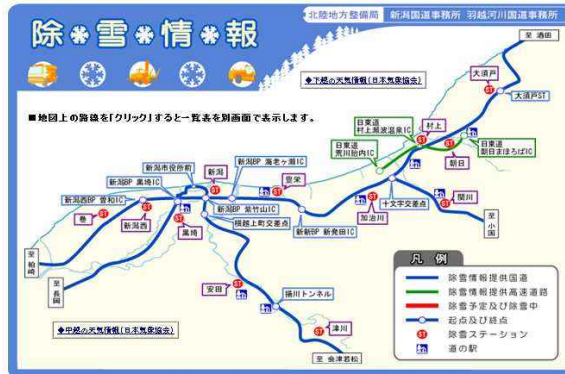 除雪情報
北陸地方整備局 新潟国道事務所 羽越河川国道事務所
至 酒田
◆下越の天気情報(日本気象協会)
大須戸
大須戸ST
■地図上の路線を「クリック」すると一覧表を別画面で表示します。
日東道
村上瀬波温泉IC
村上
日東道
荒川胎内IC
日東道
朝日まほろばIC
朝日
新潟市役所前
新潟
新潟BP 海老ヶ瀬IC
新潟BP 黒埼IC
豊栄
新潟西BP 曽和IC
新潟BP 紫竹山IC
十文字交差点
関川
巻
新潟西
黒埼
横越上町交差点
新新BP 新発田IC
加治川
至 小国
至 柏崎
至 長岡
安田
揚川トンネル
津川
至 会津若松
◆中越の天気情報(日本気象協会)
凡 例
除雪情報提供国道
除雪情報提供高速道路
除雪予定及び除雪中
起点及び終点
ST 除雪ステーション
道の駅